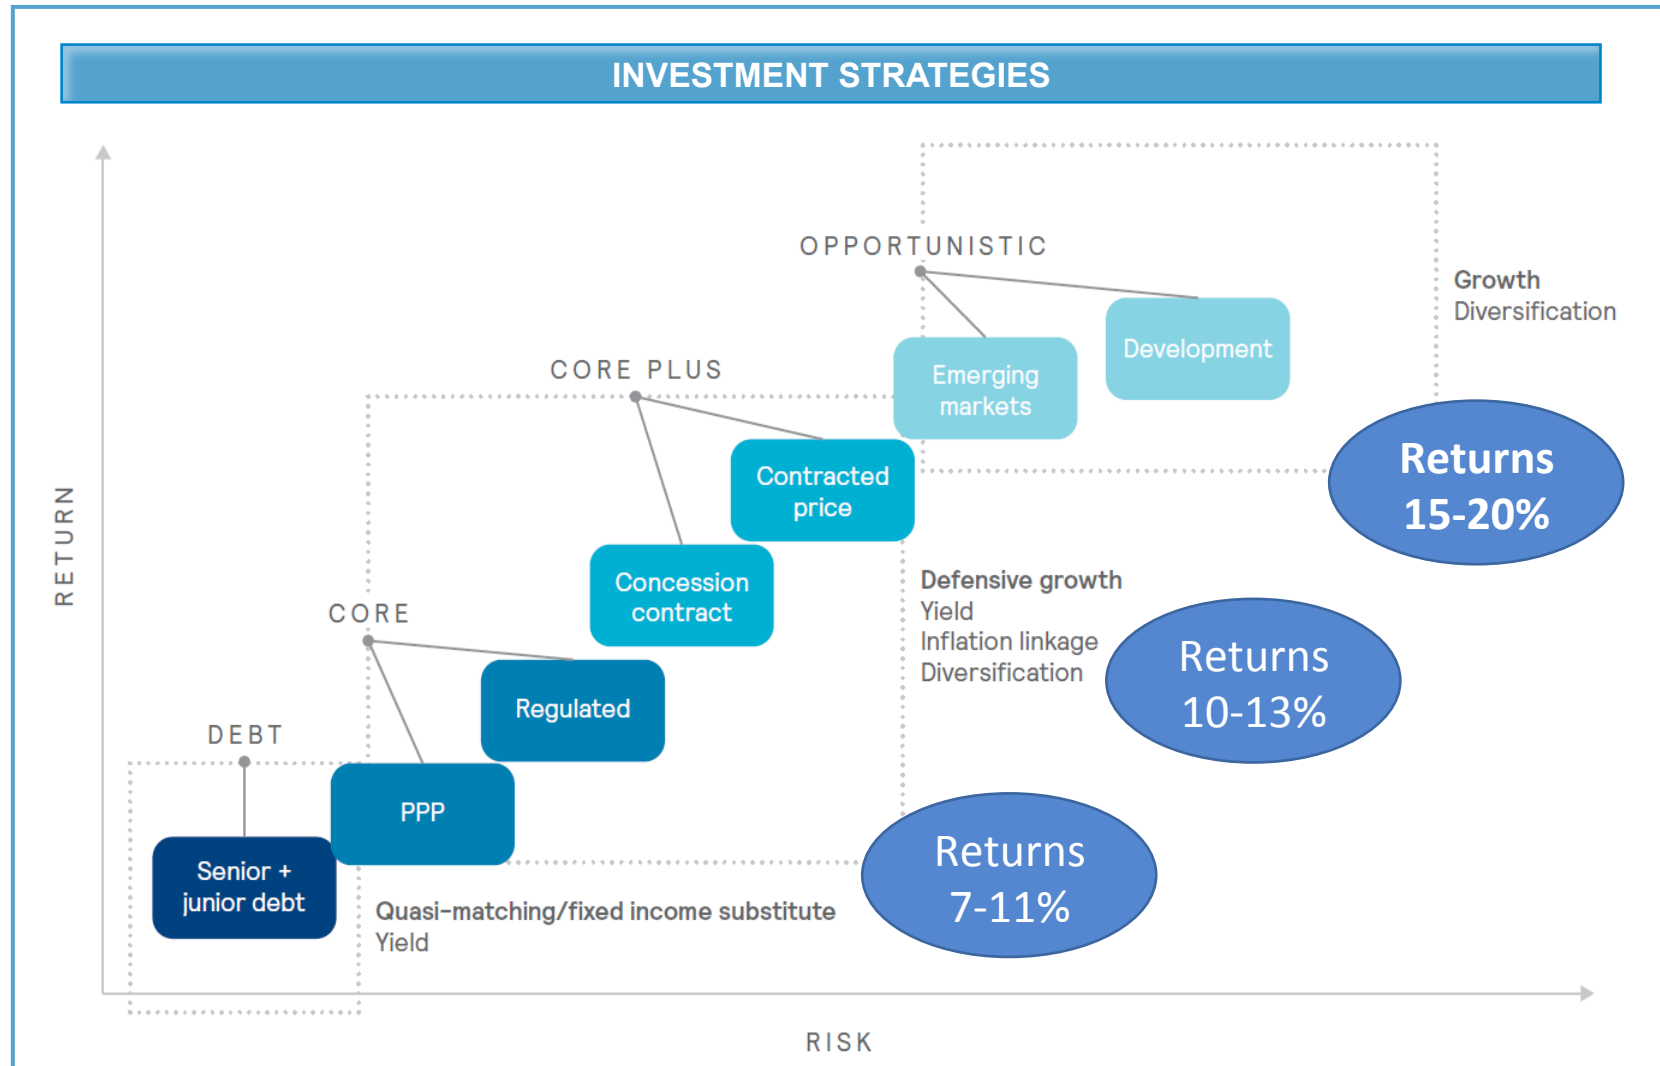 INVESTMENT STRATEGIES
OPPORTUNISTIC
Growth
Diversification
Development
Emerging
markets
CORE PLUS
Returns
15-20%
Contracted
price
RETURN
Concession
contract
Defensive growth
Yield
Inflation linkage
Diversification
Returns
10-13%
CORE
Regulated
DEBT
PPP
Returns
7-11%
Senior +
junior debt
Quasi-matching/fixed income substitute
Yield
RISK